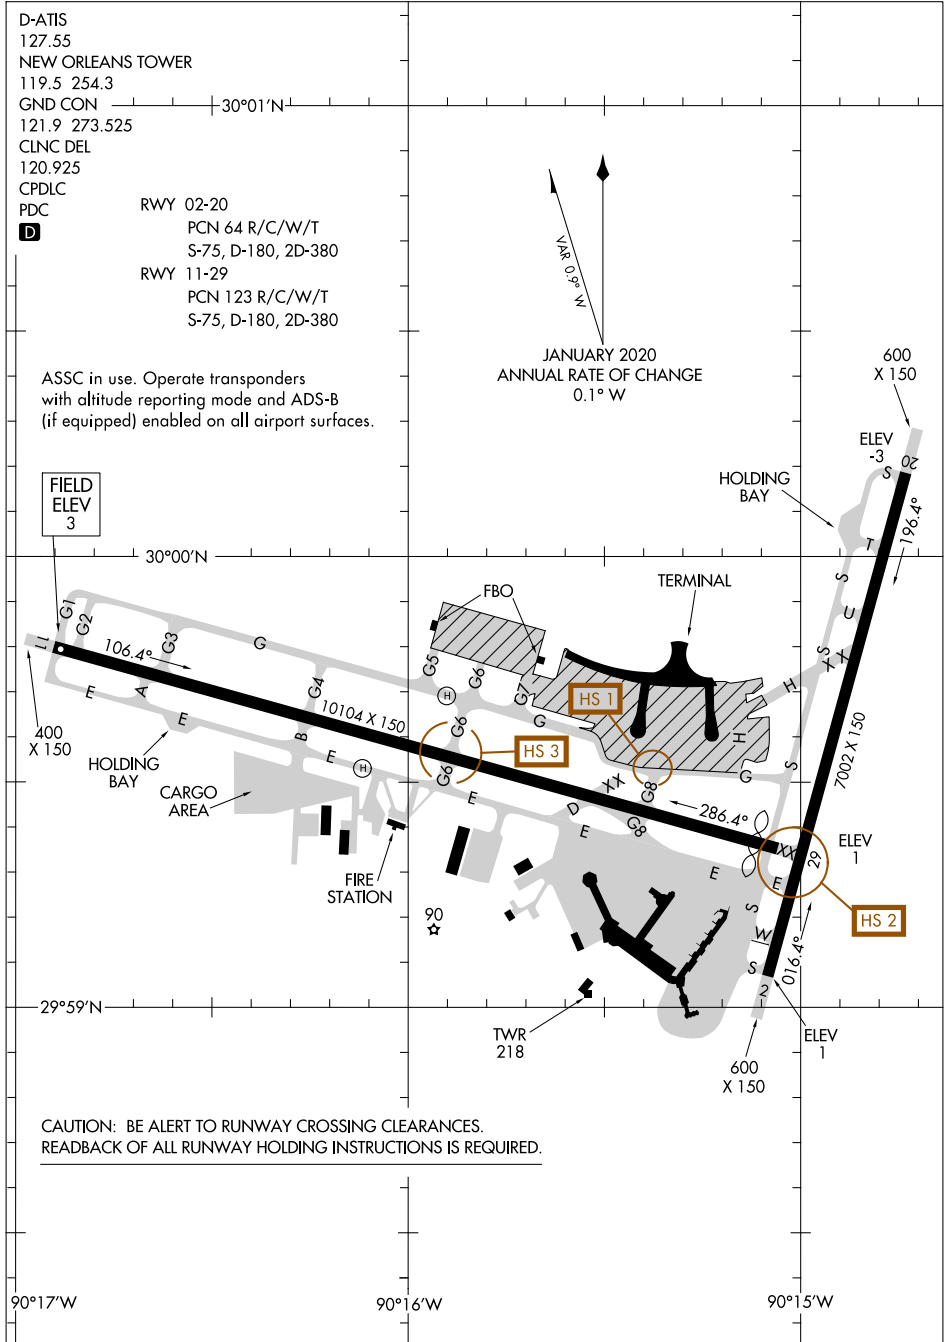 D-ATIS
127.55
NEW ORLEANS TOWER
119.5 254.3
GND CON
121.9 273.525
CLNC DEL
120.925
CPDLC
PDC
D
30°01'N
RWY 02-20
PCN 64 R/C/W/T
S-75, D-180, 2D-380
RWY 11-29
PCN 123 R/C/W/T
S-75, D-180, 2D-380
VAR 0.9° W
JANUARY 2020
ANNUAL RATE OF CHANGE
0.1° W
ASSC in use. Operate transponders
with altitude reporting mode and ADS-B
(if equipped) enabled on all airport surfaces.
600
X 150
ELEV
-3
S
20
HOLDING
BAY
196.4°
FIELD
ELEV
3
30°00'N
T
S
U
S
X X
H
FBO
TERMINAL
G1
G2
G3
G
11
106.4°
G4
G5
G6
G7
H
G6
G
HS 1
H
E
A
E
10104 X 150
400
X 150
HOLDING
BAY
B
E
H
HS 3
G6
E
CARGO
AREA
D
XX
G8
G8
E
G
S
7002 X 150
286.4°
XX
29
ELEV
1
E
E
HS 2
FIRE
STATION
90
S
W
S
016.4°
2
29°59'N
TWR
218
ELEV
1
600
X 150
CAUTION: BE ALERT TO RUNWAY CROSSING CLEARANCES.
READBACK OF ALL RUNWAY HOLDING INSTRUCTIONS IS REQUIRED.
90°17'W
90°16'W
90°15'W